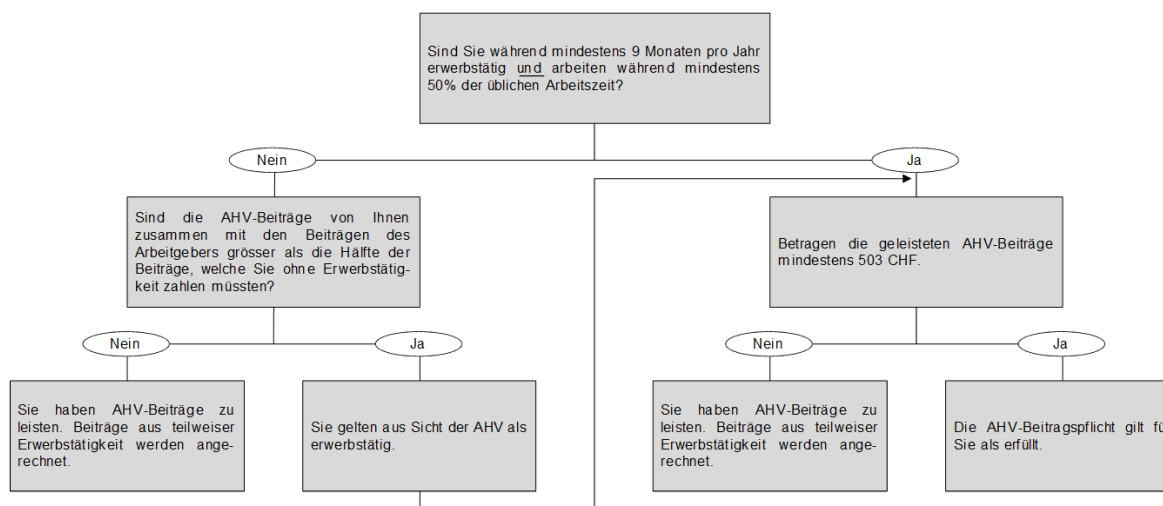 Sind Sie während mindestens 9 Monaten pro Jahr
erwerbstätig und arbeiten während mindestens
50% der üblichen Arbeitszeit?
Nein
Ja
Sind die AHV-Beiträge von Ihnen
zusammen mit den Beiträgen des
Arbeitgebers grösser als die Hälfte der
Beiträge, welche Sie ohne Erwerbstätig-
keit zahlen müssten?
Betragen die geleisteten AHV-Beiträge
mindestens 503 CHF.
Nein
Ja
Nein
Ja
Sie haben AHV-Beiträge zu
leisten. Beiträge aus teilweiser
Erwerbstätigkeit werden ange-
rechnet.
Sie gelten aus Sicht der AHV als
erwerbstätig.
Sie haben AHV-Beiträge zu
leisten. Beiträge aus teilweiser
Erwerbstätigkeit werden ange-
rechnet.
Die AHV-Beitragspflicht gilt fü
Sie als erfüllt.